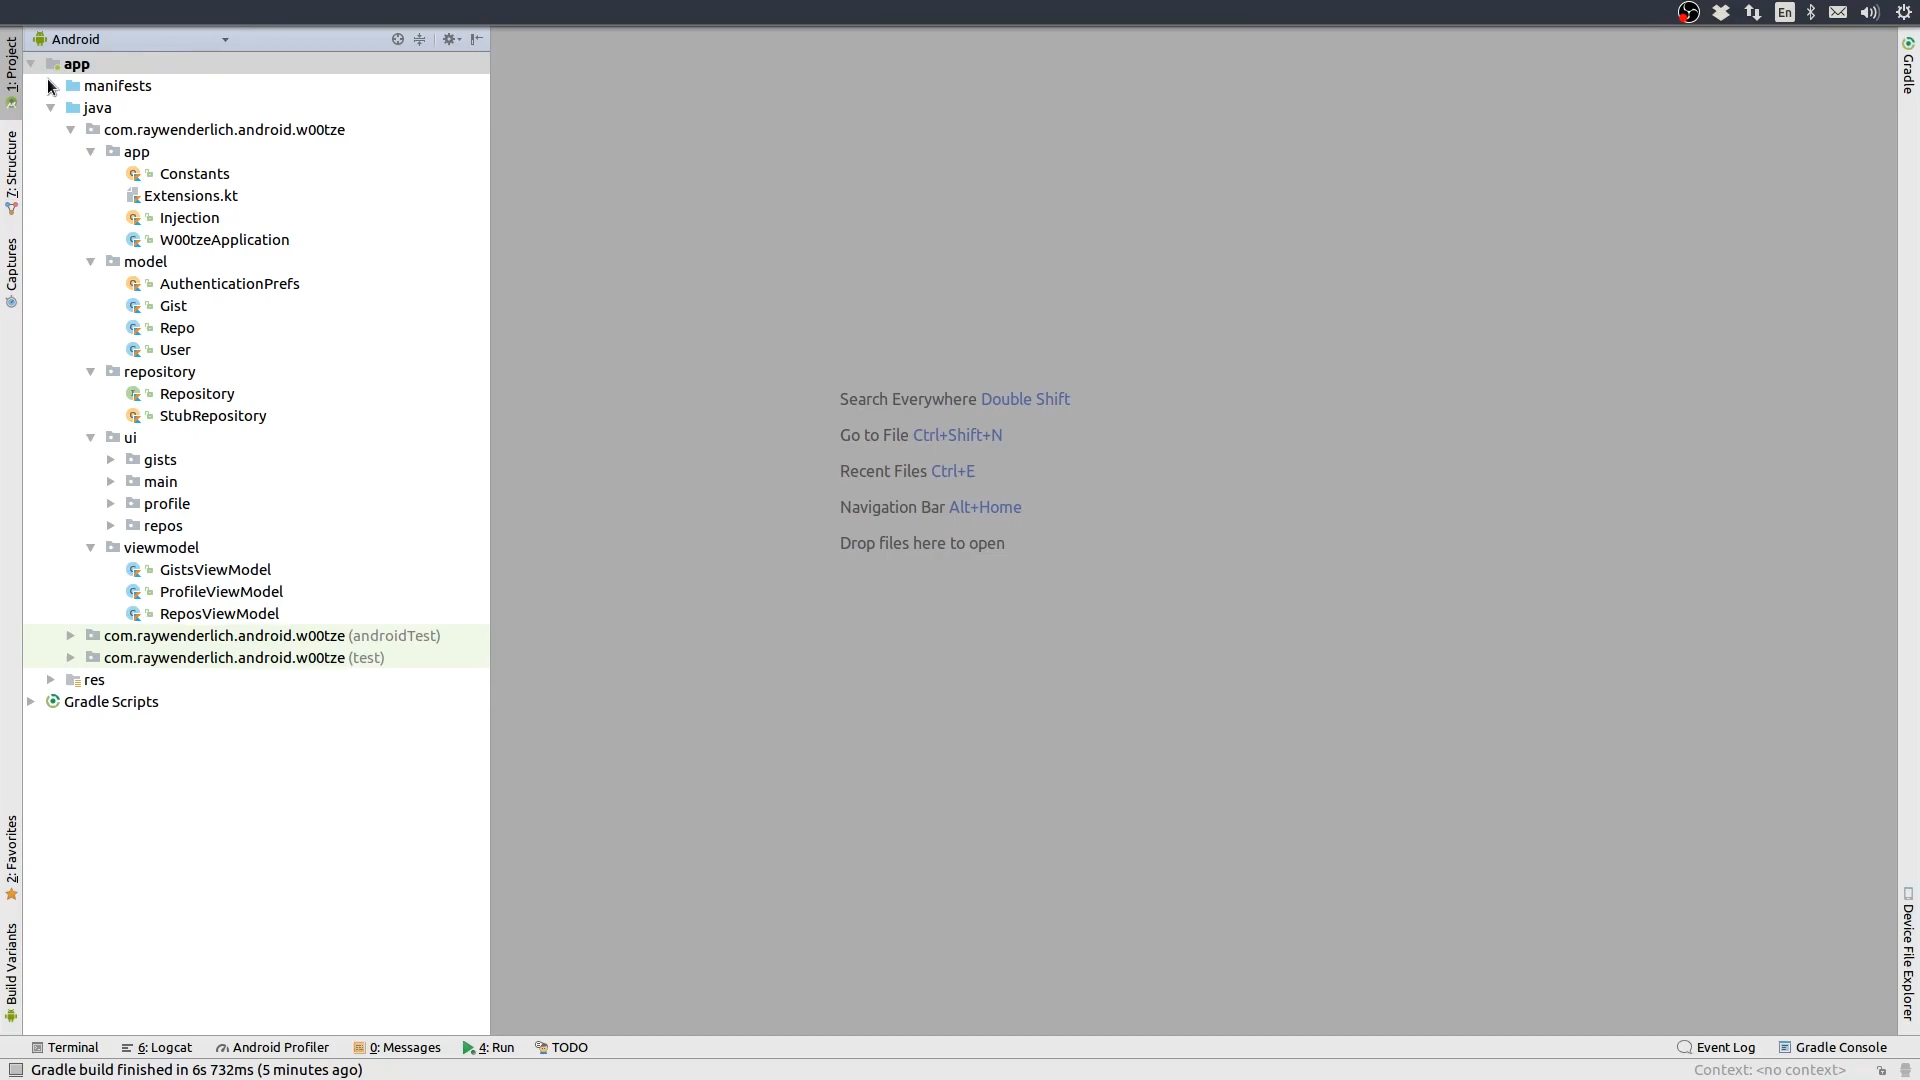 En
Android
app
manifests
java
com.raywenderlich.android.w00tze
app
Constants
Extensions.kt
Injection
W00tzeApplication
model
AuthenticationPrefs
Gist
Repo
User
repository
Repository
StubRepository
ui
gists
main
profile
repos
viewmodel
GistsViewModel
ProfileViewModel
ReposViewModel
com.raywenderlich.android.w00tze (androidTest)
com.raywenderlich.android.w00tze (test)
res
Gradle Scripts
1: Project
7: Structure
Captures
2: Favorites
Build Variants
Search Everywhere Double Shift
Go to File Ctrl+Shift+N
Recent Files Ctrl+E
Navigation Bar Alt+Home
Drop files here to open
Gradle
Device File Explorer
Terminal 6: Logcat Android Profiler 0: Messages 4: Run TODO Event Log Gradle Console
Gradle build finished in 6s 732ms (5 minutes ago) Context: <no context>